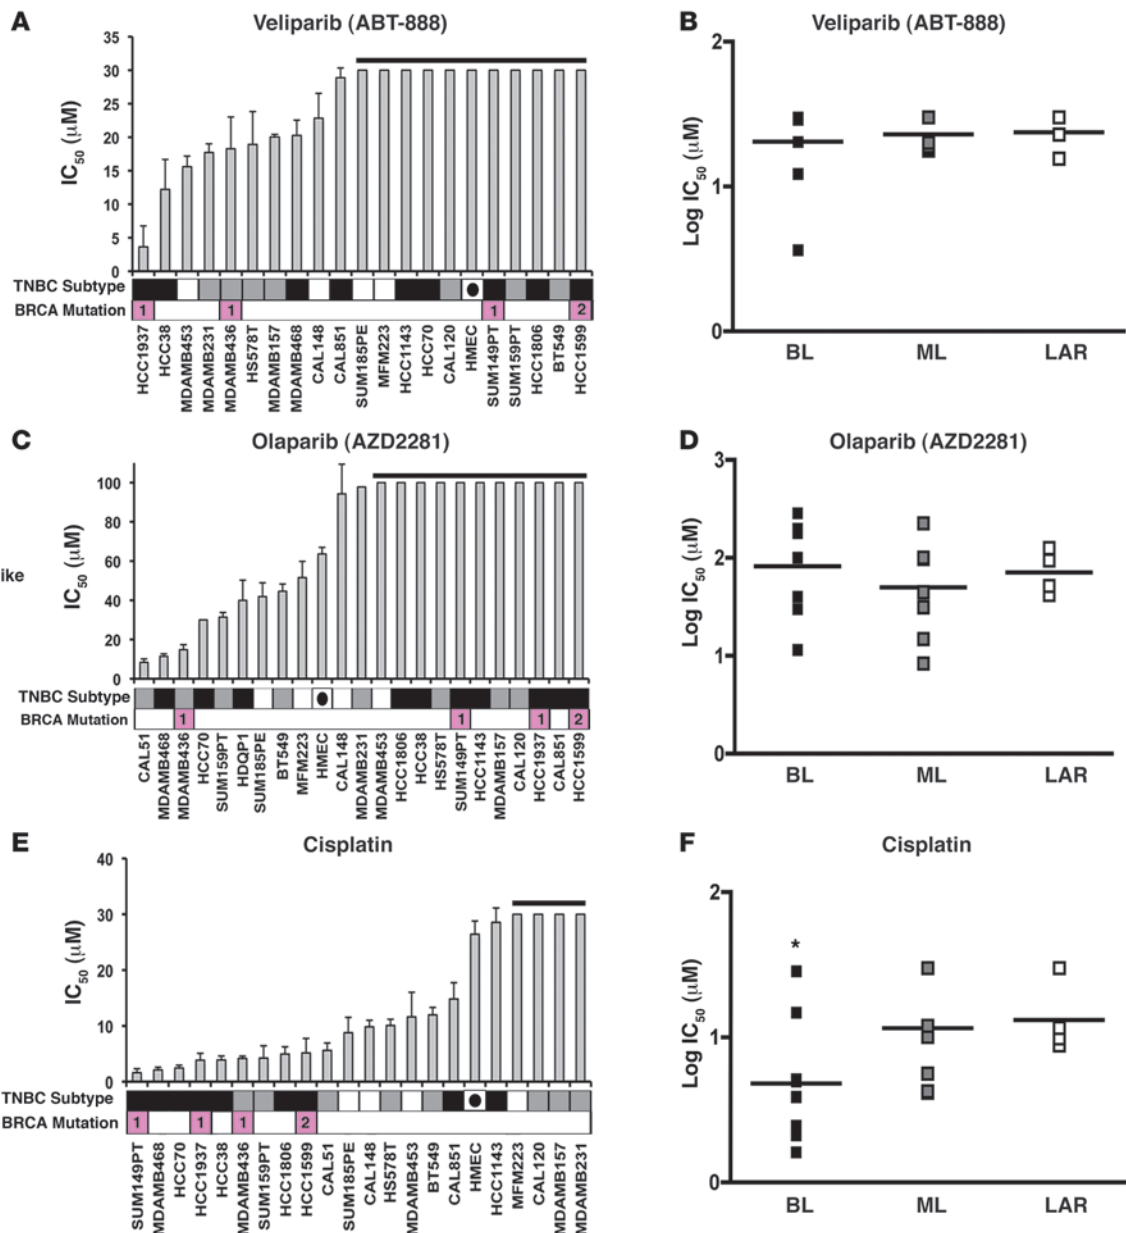 A
Veliparib (ABT-888)
35
30
25
20
15
10
5
0
IC50 (μM)
TNBC Subtype
BRCA Mutation
1
1
1
2
HCC1937
HCC38
MDAMB453
MDAMB231
MDAMB436
HS578T
MDAMB157
MDAMB468
CAL148
CAL851
SUM185PE
MFM223
HCC1143
HCC70
CAL120
HMEC
SUM149PT
SUM159PT
HCC1806
BT549
HCC1599
B
Veliparib (ABT-888)
2
1
0
Log IC50 (μM)
BL
ML
LAR
C
Olaparib (AZD2281)
100
80
60
40
20
0
IC50 (μM)
ike
TNBC Subtype
BRCA Mutation
1
1
1
2
CAL51
MDAMB468
MDAMB436
HCC70
SUM159PT
HDQP1
SUM185PE
BT549
MFM223
HMEC
CAL148
MDAMB231
MDAMB453
HCC1806
HCC38
HS578T
SUM149PT
HCC1143
MDAMB157
CAL120
HCC1937
CAL851
HCC1599
D
Olaparib (AZD2281)
3
2
1
0
Log IC50 (μM)
BL
ML
LAR
E
Cisplatin
40
30
20
10
0
IC50 (μM)
TNBC Subtype
BRCA Mutation
1
1
1
2
SUM149PT
MDAMB468
HCC70
HCC1937
HCC38
MDAMB436
SUM159PT
HCC1806
HCC1599
CAL51
SUM185PE
CAL148
HS578T
MDAMB453
BT549
CAL851
HMEC
HCC1143
MFM223
CAL120
MDAMB157
MDAMB231
F
Cisplatin
2
1
0
Log IC50 (μM)
*
BL
ML
LAR